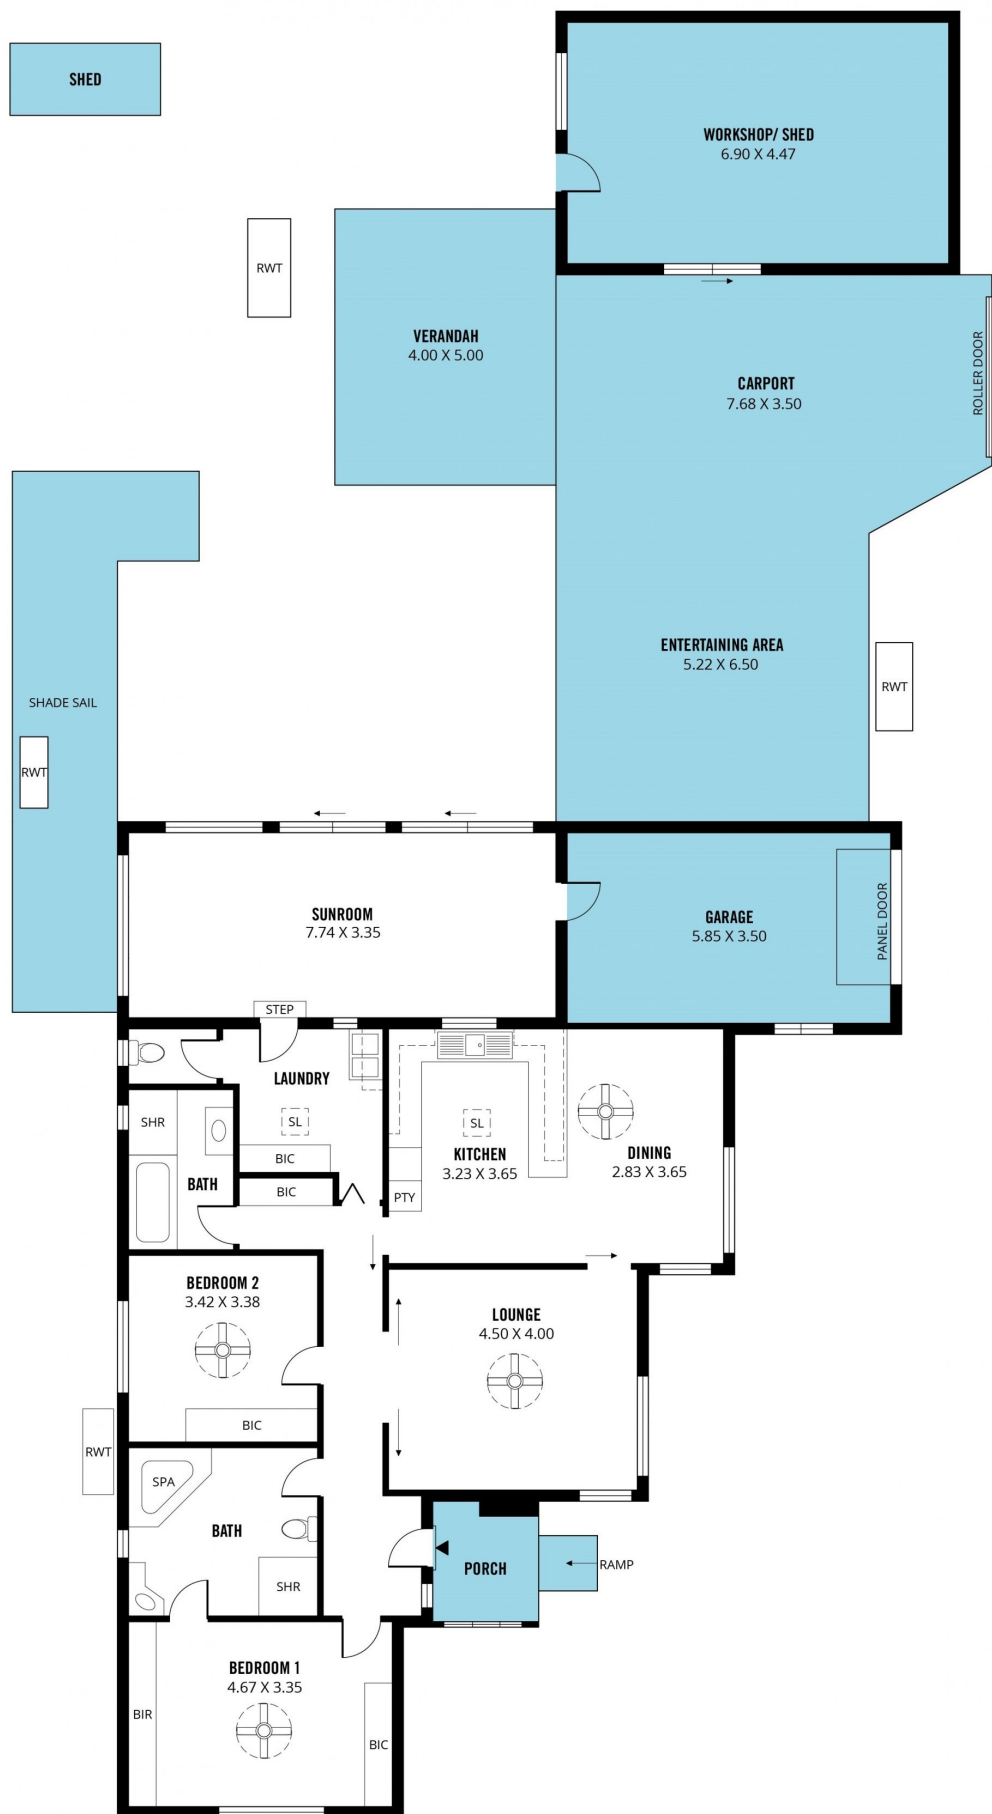 SHED
WORKSHOP/ SHED
6.90 X 4.47
RWT
VERANDAH
4.00 X 5.00
CARPORT
7.68 X 3.50
ROLLER DOOR
ENTERTAINING AREA
5.22 X 6.50
RWT
SHADE SAIL
RWT
SUNROOM
7.74 X 3.35
GARAGE
5.85 X 3.50
PANEL DOOR
STEP
LAUNDRY
SL
BIC
SHR
BATH
BIC
SL
KITCHEN
3.23 X 3.65
PTY
DINING
2.83 X 3.65
BEDROOM 2
3.42 X 3.38
BIC
LOUNGE
4.50 X 4.00
RWT
SPA
BATH
SHR
PORCH
RAMP
BEDROOM 1
4.67 X 3.35
BIR
BIC